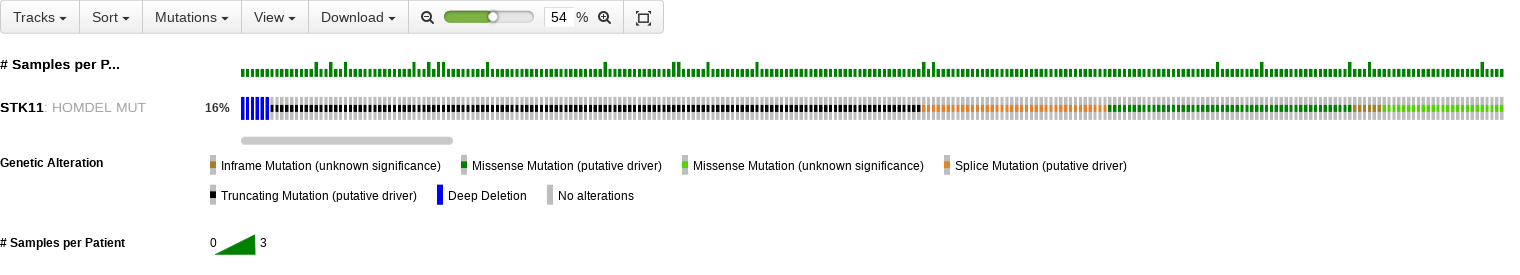 Tracks Sort Mutations View Download 54 %
# Samples per P...
STK11: HOMDEL MUT 16%
Genetic Alteration Inframe Mutation (unknown significance) Missense Mutation (putative driver) Missense Mutation (unknown significance) Splice Mutation (putative driver)
Truncating Mutation (putative driver) Deep Deletion No alterations
# Samples per Patient 0 3